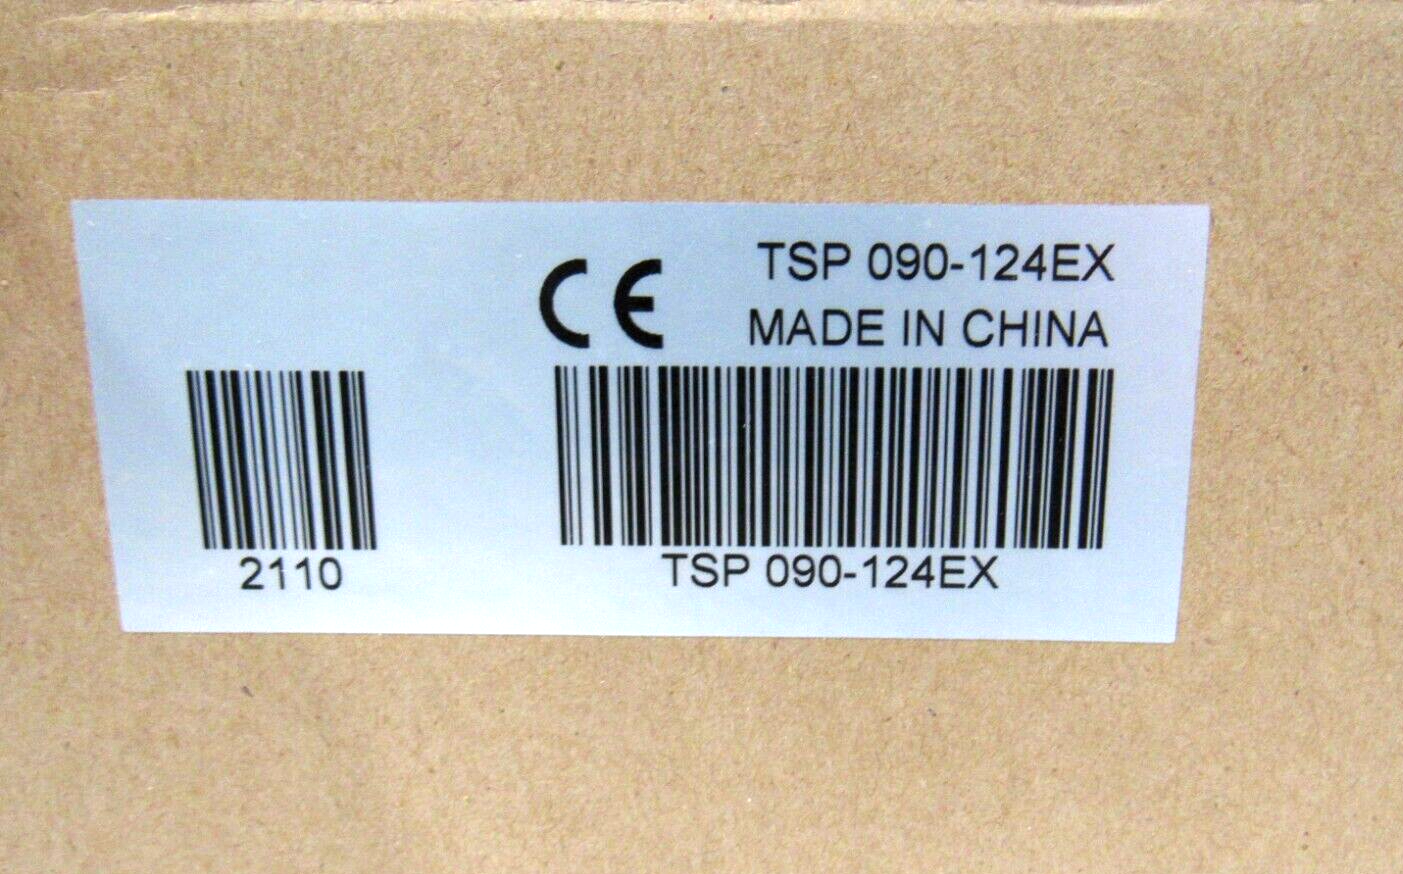 CE
TSP 090-124EX
MADE IN CHINA
2110
TSP 090-124EX